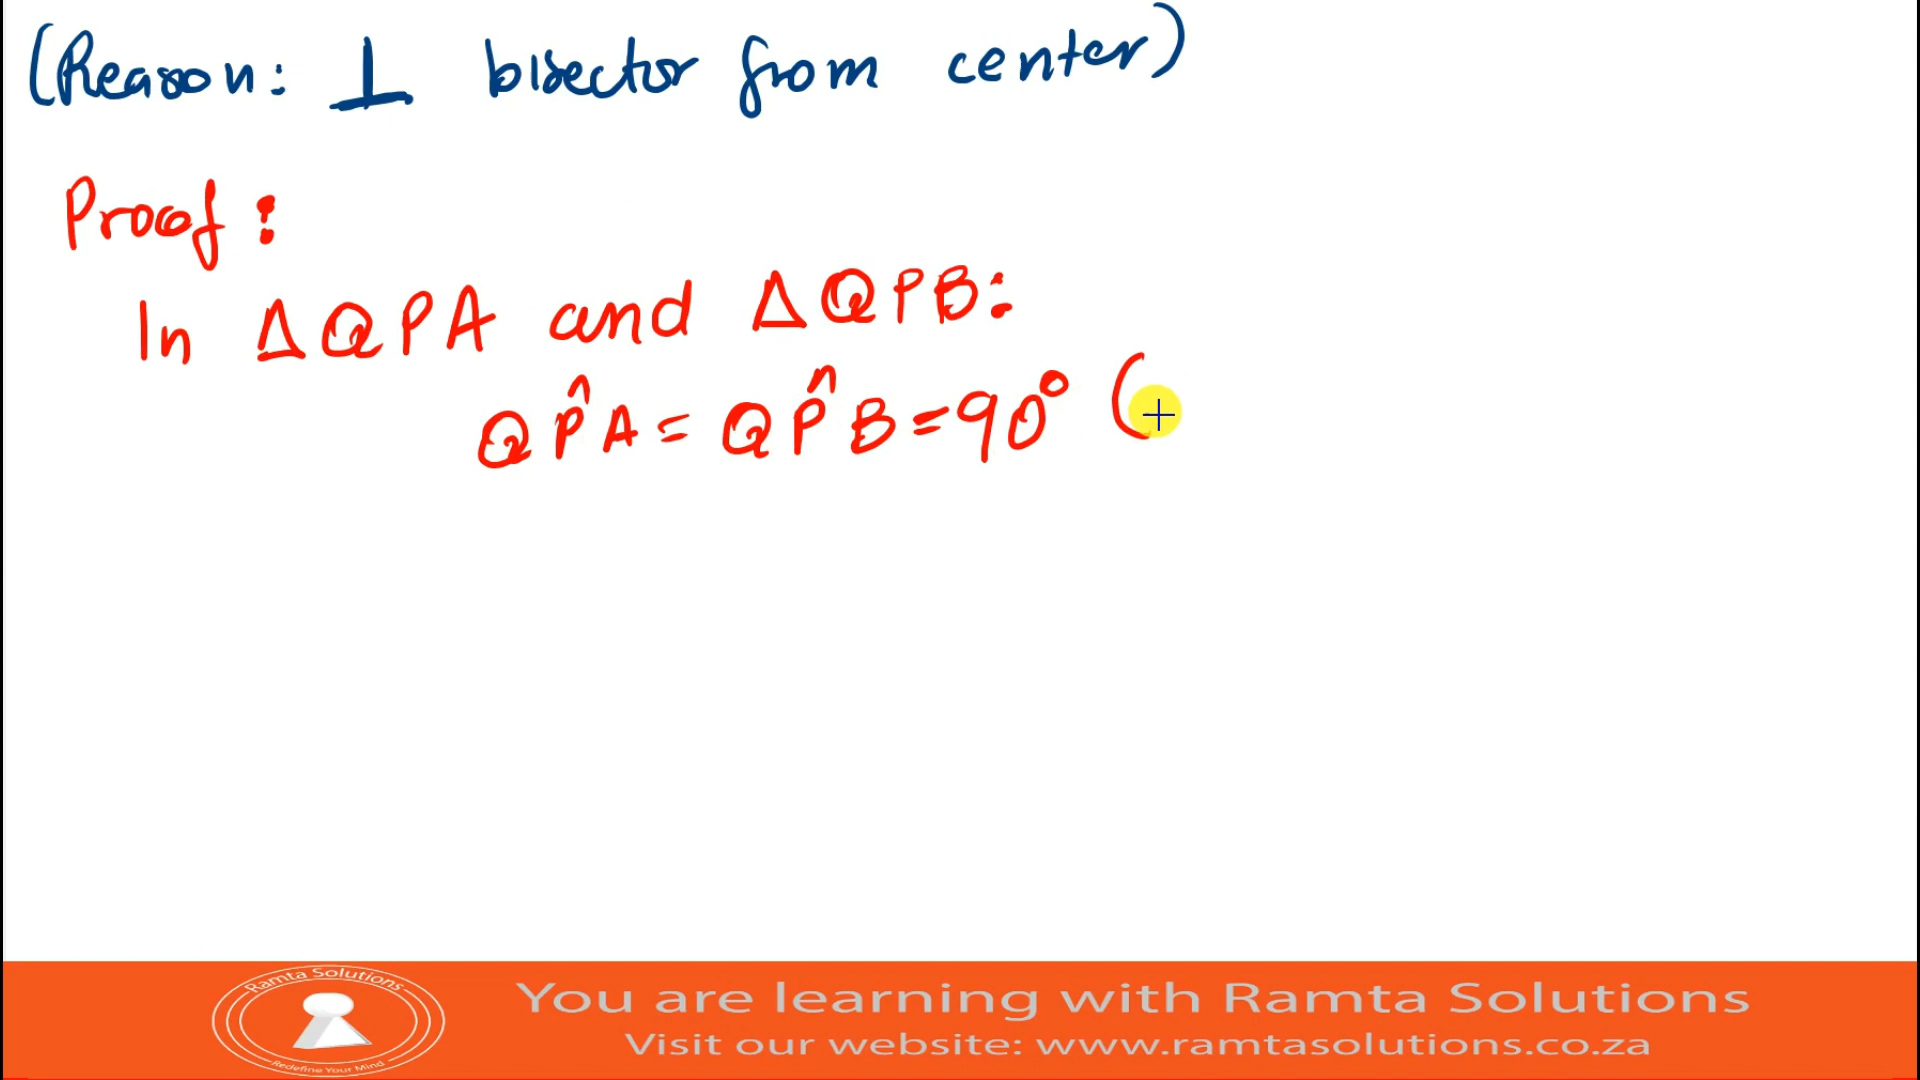 (Reason: ⊥ bisector from center)
Proof:
In ΔQPA and ΔQPB:
QP̂A = QP̂B = 90° (
Ramta Solutions
Redefine Your Mind
You are learning with Ramta Solutions
Visit our website: www.ramtasolutions.co.za